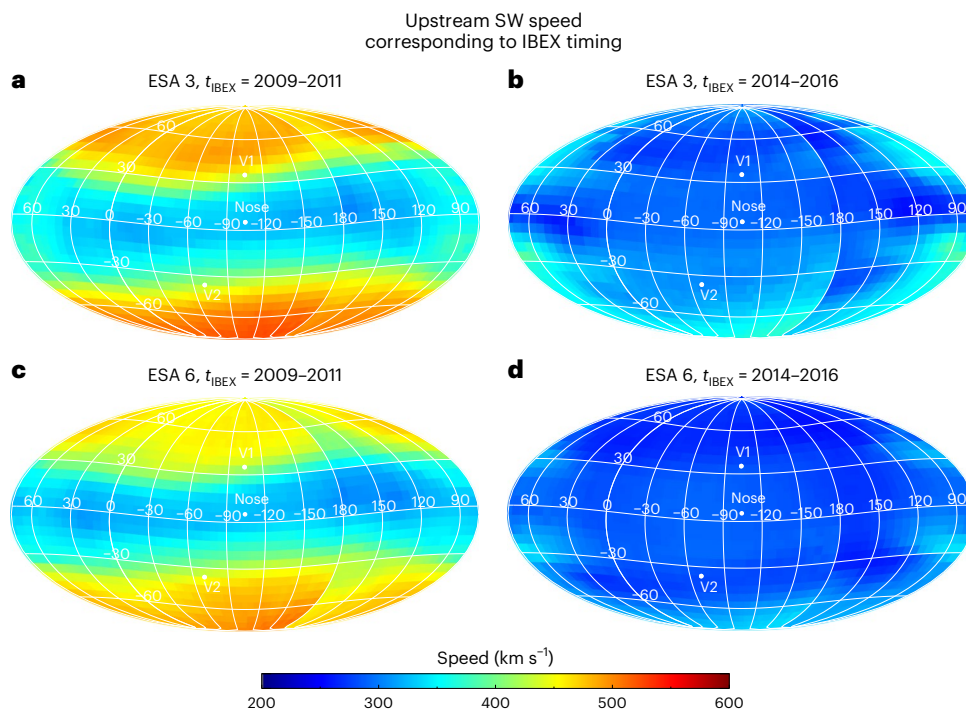 Upstream SW speed
corresponding to IBEX timing
a
ESA 3, tIBEX = 2009–2011
60
30
V1
Nose
60 30 0 −30 −60 −90 −120 −150 180 150 120 90
−30
V2
−60
b
ESA 3, tIBEX = 2014–2016
60
30
V1
Nose
60 30 0 −30 −60 −90 −120 −150 180 150 120 90
−30
V2
−60
c
ESA 6, tIBEX = 2009–2011
60
30
V1
Nose
60 30 0 −30 −60 −90 −120 −150 180 150 120 90
−30
V2
−60
d
ESA 6, tIBEX = 2014–2016
60
30
V1
Nose
60 30 0 −30 −60 −90 −120 −150 180 150 120 90
−30
V2
−60
Speed (km s−1)
200 300 400 500 600